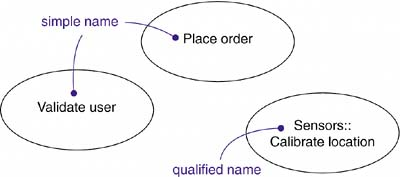 simple name
Place order
Validate user
Sensors::
Calibrate location
qualified name